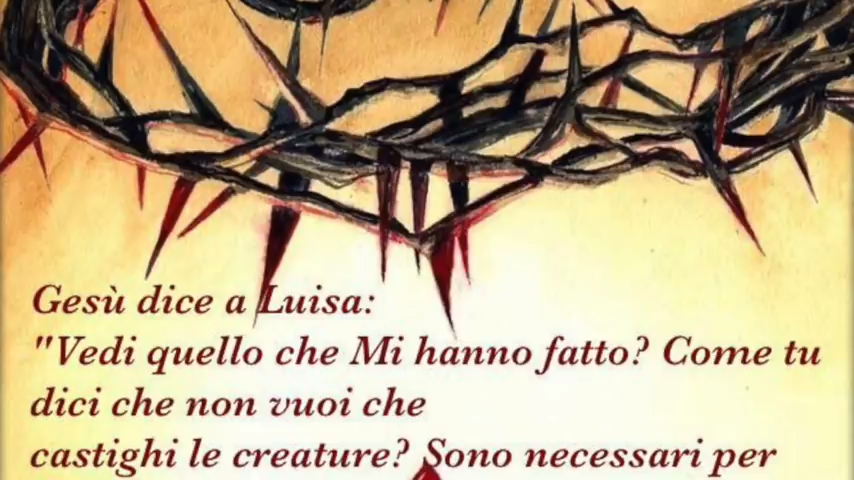 Gesù dice a Luisa:
"Vedi quello che Mi hanno fatto? Come tu
dici che non vuoi che
castighi le creature? Sono necessari per